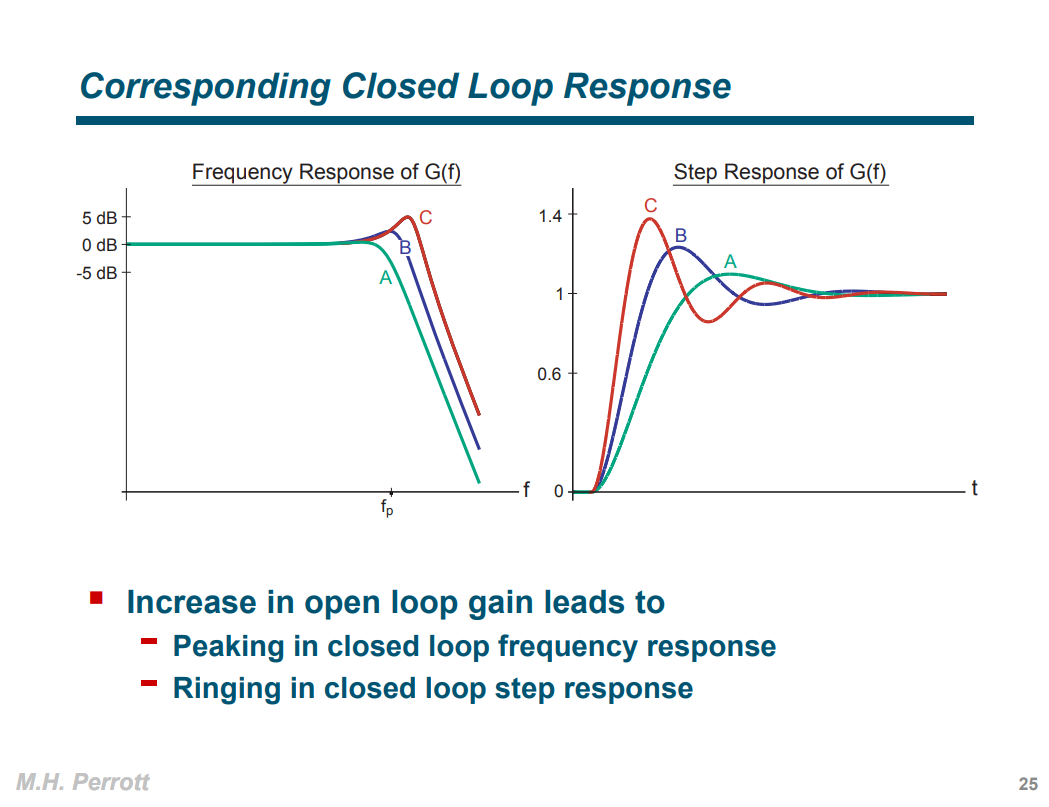 Corresponding Closed Loop Response
Frequency Response of G(f)
5 dB
0 dB
-5 dB
C
B
A
f
fp
Step Response of G(f)
1.4
1
0.6
0
C
B
A
t
Increase in open loop gain leads to
Peaking in closed loop frequency response
Ringing in closed loop step response
M.H. Perrott
25